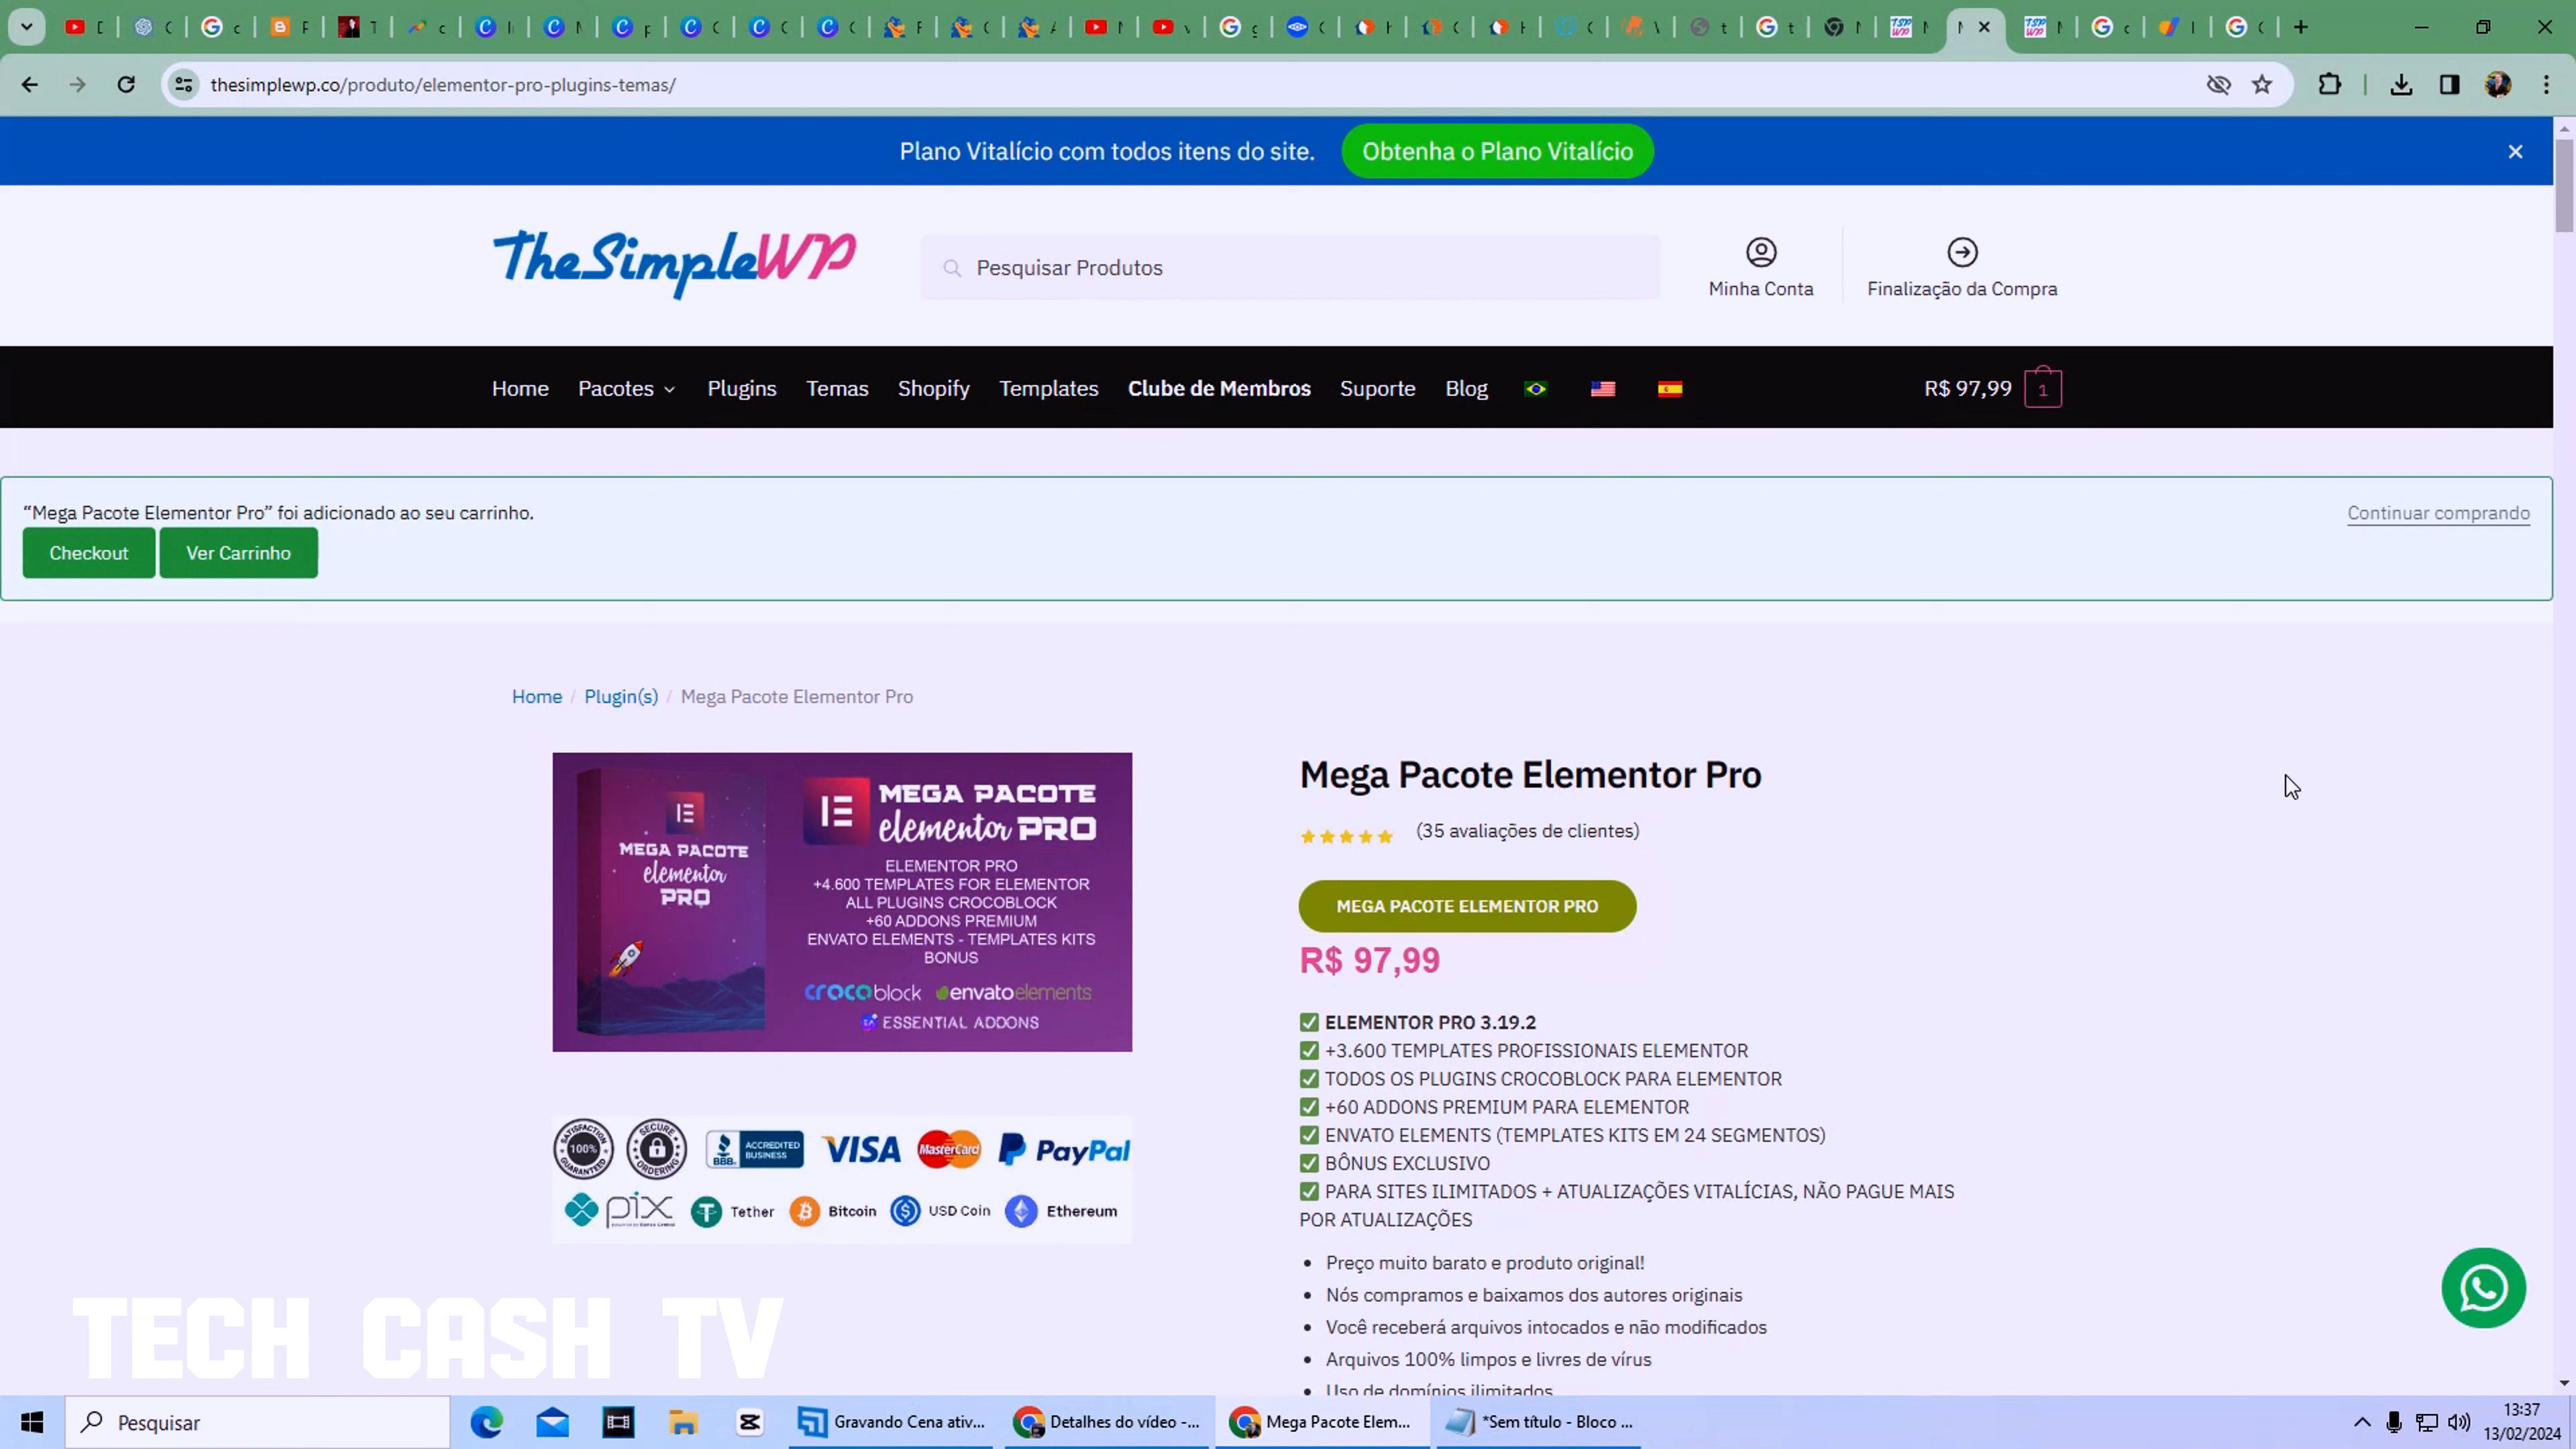 thesimplewp.co/produto/elementor-pro-plugins-temas/
Plano Vitalício com todos itens do site. Obtenha o Plano Vitalício
TheSimpleWP
Pesquisar Produtos
Minha Conta
Finalização da Compra
Home Pacotes Plugins Temas Shopify Templates Clube de Membros Suporte Blog R$ 97,99 1
“Mega Pacote Elementor Pro” foi adicionado ao seu carrinho. Continuar comprando
Checkout Ver Carrinho
Home / Plugin(s) / Mega Pacote Elementor Pro
MEGA PACOTE
elementor
PRO
MEGA PACOTE
elementor PRO
ELEMENTOR PRO
+4.600 TEMPLATES FOR ELEMENTOR
ALL PLUGINS CROCOBLOCK
+60 ADDONS PREMIUM
ENVATO ELEMENTS - TEMPLATES KITS
BONUS
crocoblock envatoelements
ESSENTIAL ADDONS
SATISFACTION 100% GUARANTEED SECURE ORDERING BBB. ACCREDITED BUSINESS VISA MasterCard PayPal
pix Tether Bitcoin USD Coin Ethereum
Mega Pacote Elementor Pro
(35 avaliações de clientes)
MEGA PACOTE ELEMENTOR PRO
R$ 97,99
✅ ELEMENTOR PRO 3.19.2
✅ +3.600 TEMPLATES PROFISSIONAIS ELEMENTOR
✅ TODOS OS PLUGINS CROCOBLOCK PARA ELEMENTOR
✅ +60 ADDONS PREMIUM PARA ELEMENTOR
✅ ENVATO ELEMENTS (TEMPLATES KITS EM 24 SEGMENTOS)
✅ BÔNUS EXCLUSIVO
✅ PARA SITES ILIMITADOS + ATUALIZAÇÕES VITALÍCIAS, NÃO PAGUE MAIS
POR ATUALIZAÇÕES
• Preço muito barato e produto original!
• Nós compramos e baixamos dos autores originais
• Você receberá arquivos intocados e não modificados
• Arquivos 100% limpos e livres de vírus
• Uso de domínios ilimitados
TECH CASH TV
Pesquisar
Gravando Cena ativ...
Detalhes do vídeo -...
Mega Pacote Elem...
*Sem título - Bloco ...
13:37
13/02/2024